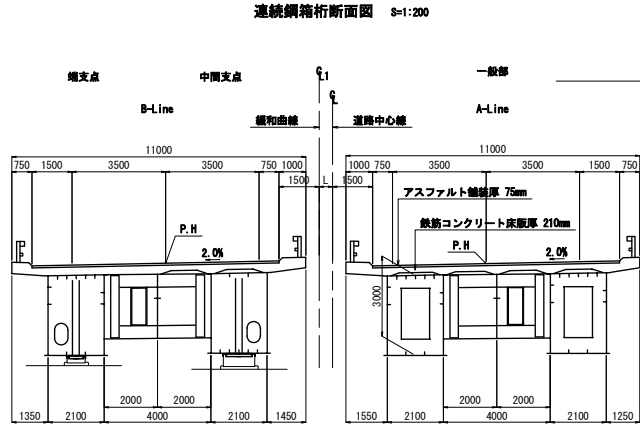 連続鋼箱桁断面図 S=1:200
端支点 中間支点 一般部
CL1
CL
B-Line A-Line
緩和曲線 道路中心線
11000 11000
750 1500 3500 3500 750 1000 1000 750 3500 3500 1500 750
1500 L 1500
アスファルト舗装厚 75mm
鉄筋コンクリート床版厚 210mm
P.H 2.0% P.H 2.0%
3000
2000 2000 2000 2000
1350 2100 4000 2100 1450 1550 2100 4000 2100 1250